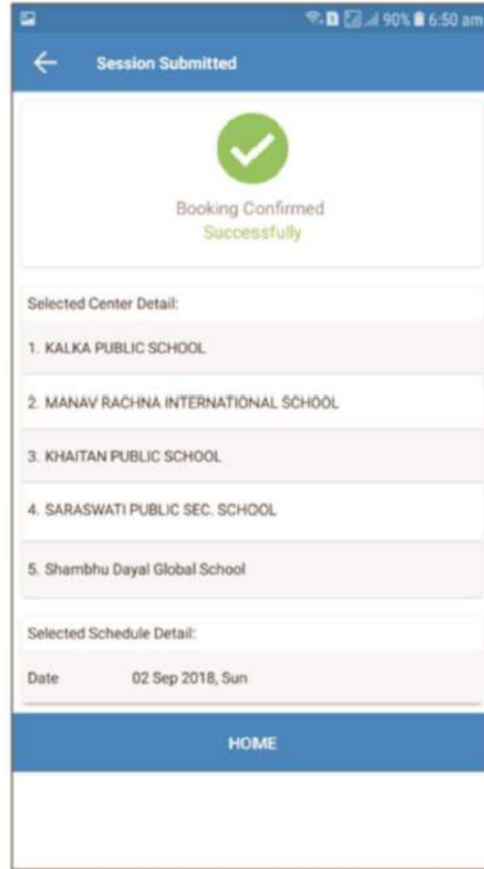 90% 6:50 am
Session Submitted
Booking Confirmed
Successfully
Selected Center Detail:
1. KALKA PUBLIC SCHOOL
2. MANAV RACHNA INTERNATIONAL SCHOOL
3. KHAITAN PUBLIC SCHOOL
4. SARASWATI PUBLIC SEC. SCHOOL
5. Shambhu Dayal Global School
Selected Schedule Detail:
Date 02 Sep 2018, Sun
HOME